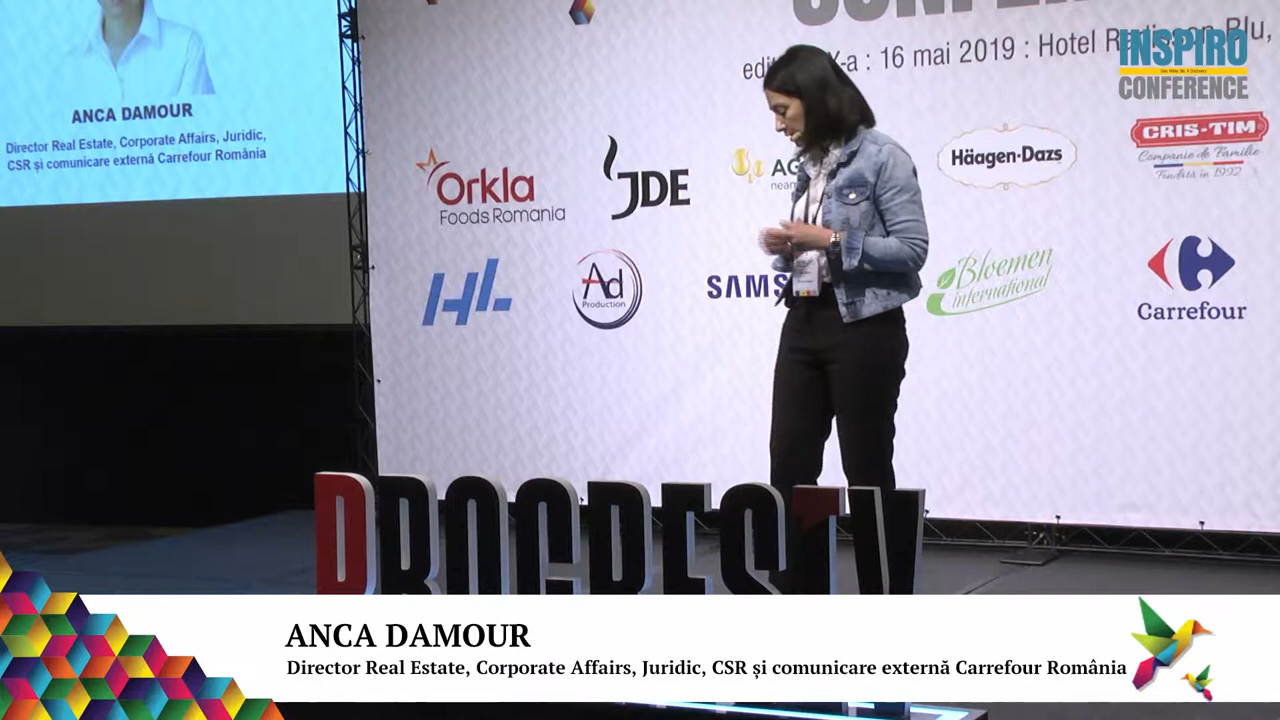 ANCA DAMOUR
Director Real Estate, Corporate Affairs, Juridic,
CSR și comunicare externă Carrefour România
16 mai 2019 : Hotel
INSPIRO
CONFERENCE
Orkla
Foods Romania
JDE
Häagen-Dazs
CRIS-TIM
Companie de Familie
Fondată în 1992
Ad
Production
Bloemen
international
Carrefour
ANCA DAMOUR
Director Real Estate, Corporate Affairs, Juridic, CSR și comunicare externă Carrefour România